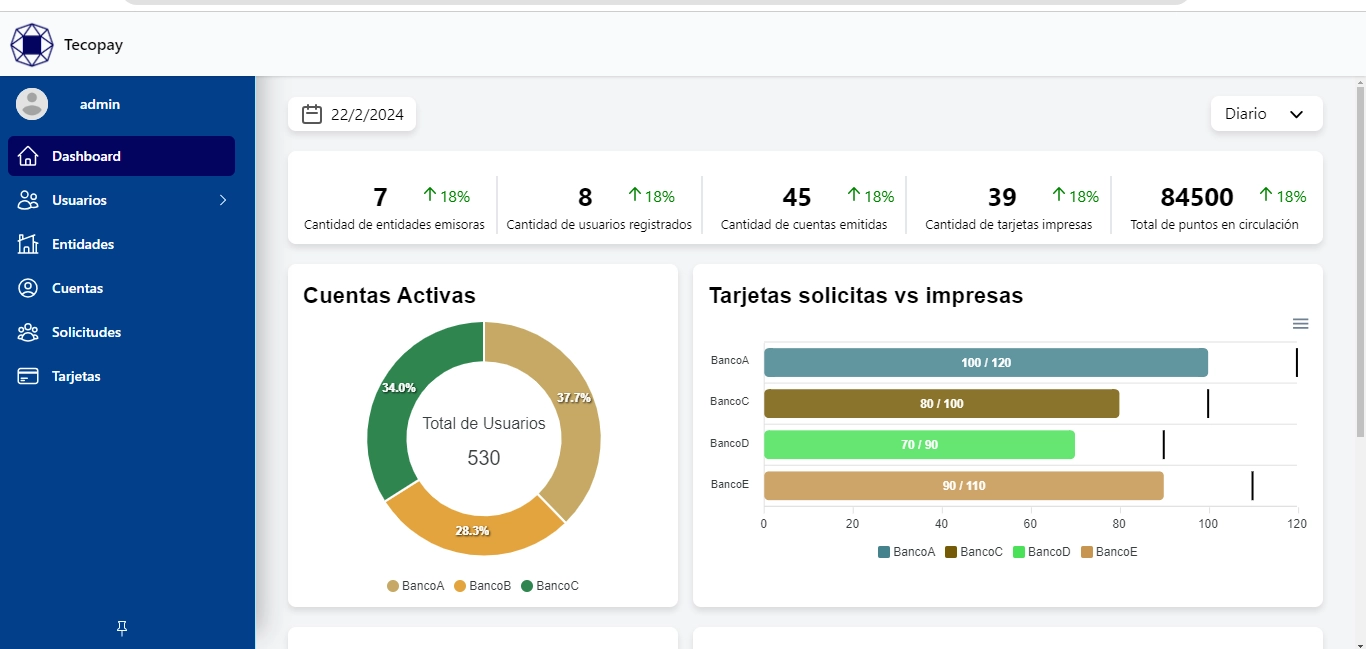 Tecopay
admin
Dashboard
Usuarios
Entidades
Cuentas
Solicitudes
Tarjetas
22/2/2024
Diario
7 18%
Cantidad de entidades emisoras
8 18%
Cantidad de usuarios registrados
45 18%
Cantidad de cuentas emitidas
39 18%
Cantidad de tarjetas impresas
84500 18%
Total de puntos en circulación
Cuentas Activas
34.0%
37.7%
Total de Usuarios
530
28.3%
BancoA BancoB BancoC
Tarjetas solicitas vs impresas
BancoA 100 / 120
BancoC 80 / 100
BancoD 70 / 90
BancoE 90 / 110
0 20 40 60 80 100 120
BancoA BancoC BancoD BancoE